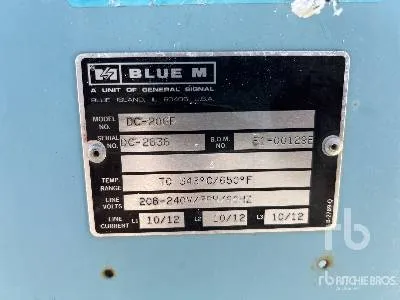 BLUE M
A UNIT OF GENERAL SIGNAL
BLUE ISLAND, IL 60406, U.S.A.
MODEL NO. DC-206F
SERIAL NO. DC-2636 B.O.M. NO.
TEMP RANGE TO 343°C/650°F
LINE VOLTS 208-240V/
LINE CURRENT L1 10/12 L2 10/12 L3 10/12
rb
RITCHIE BROS.